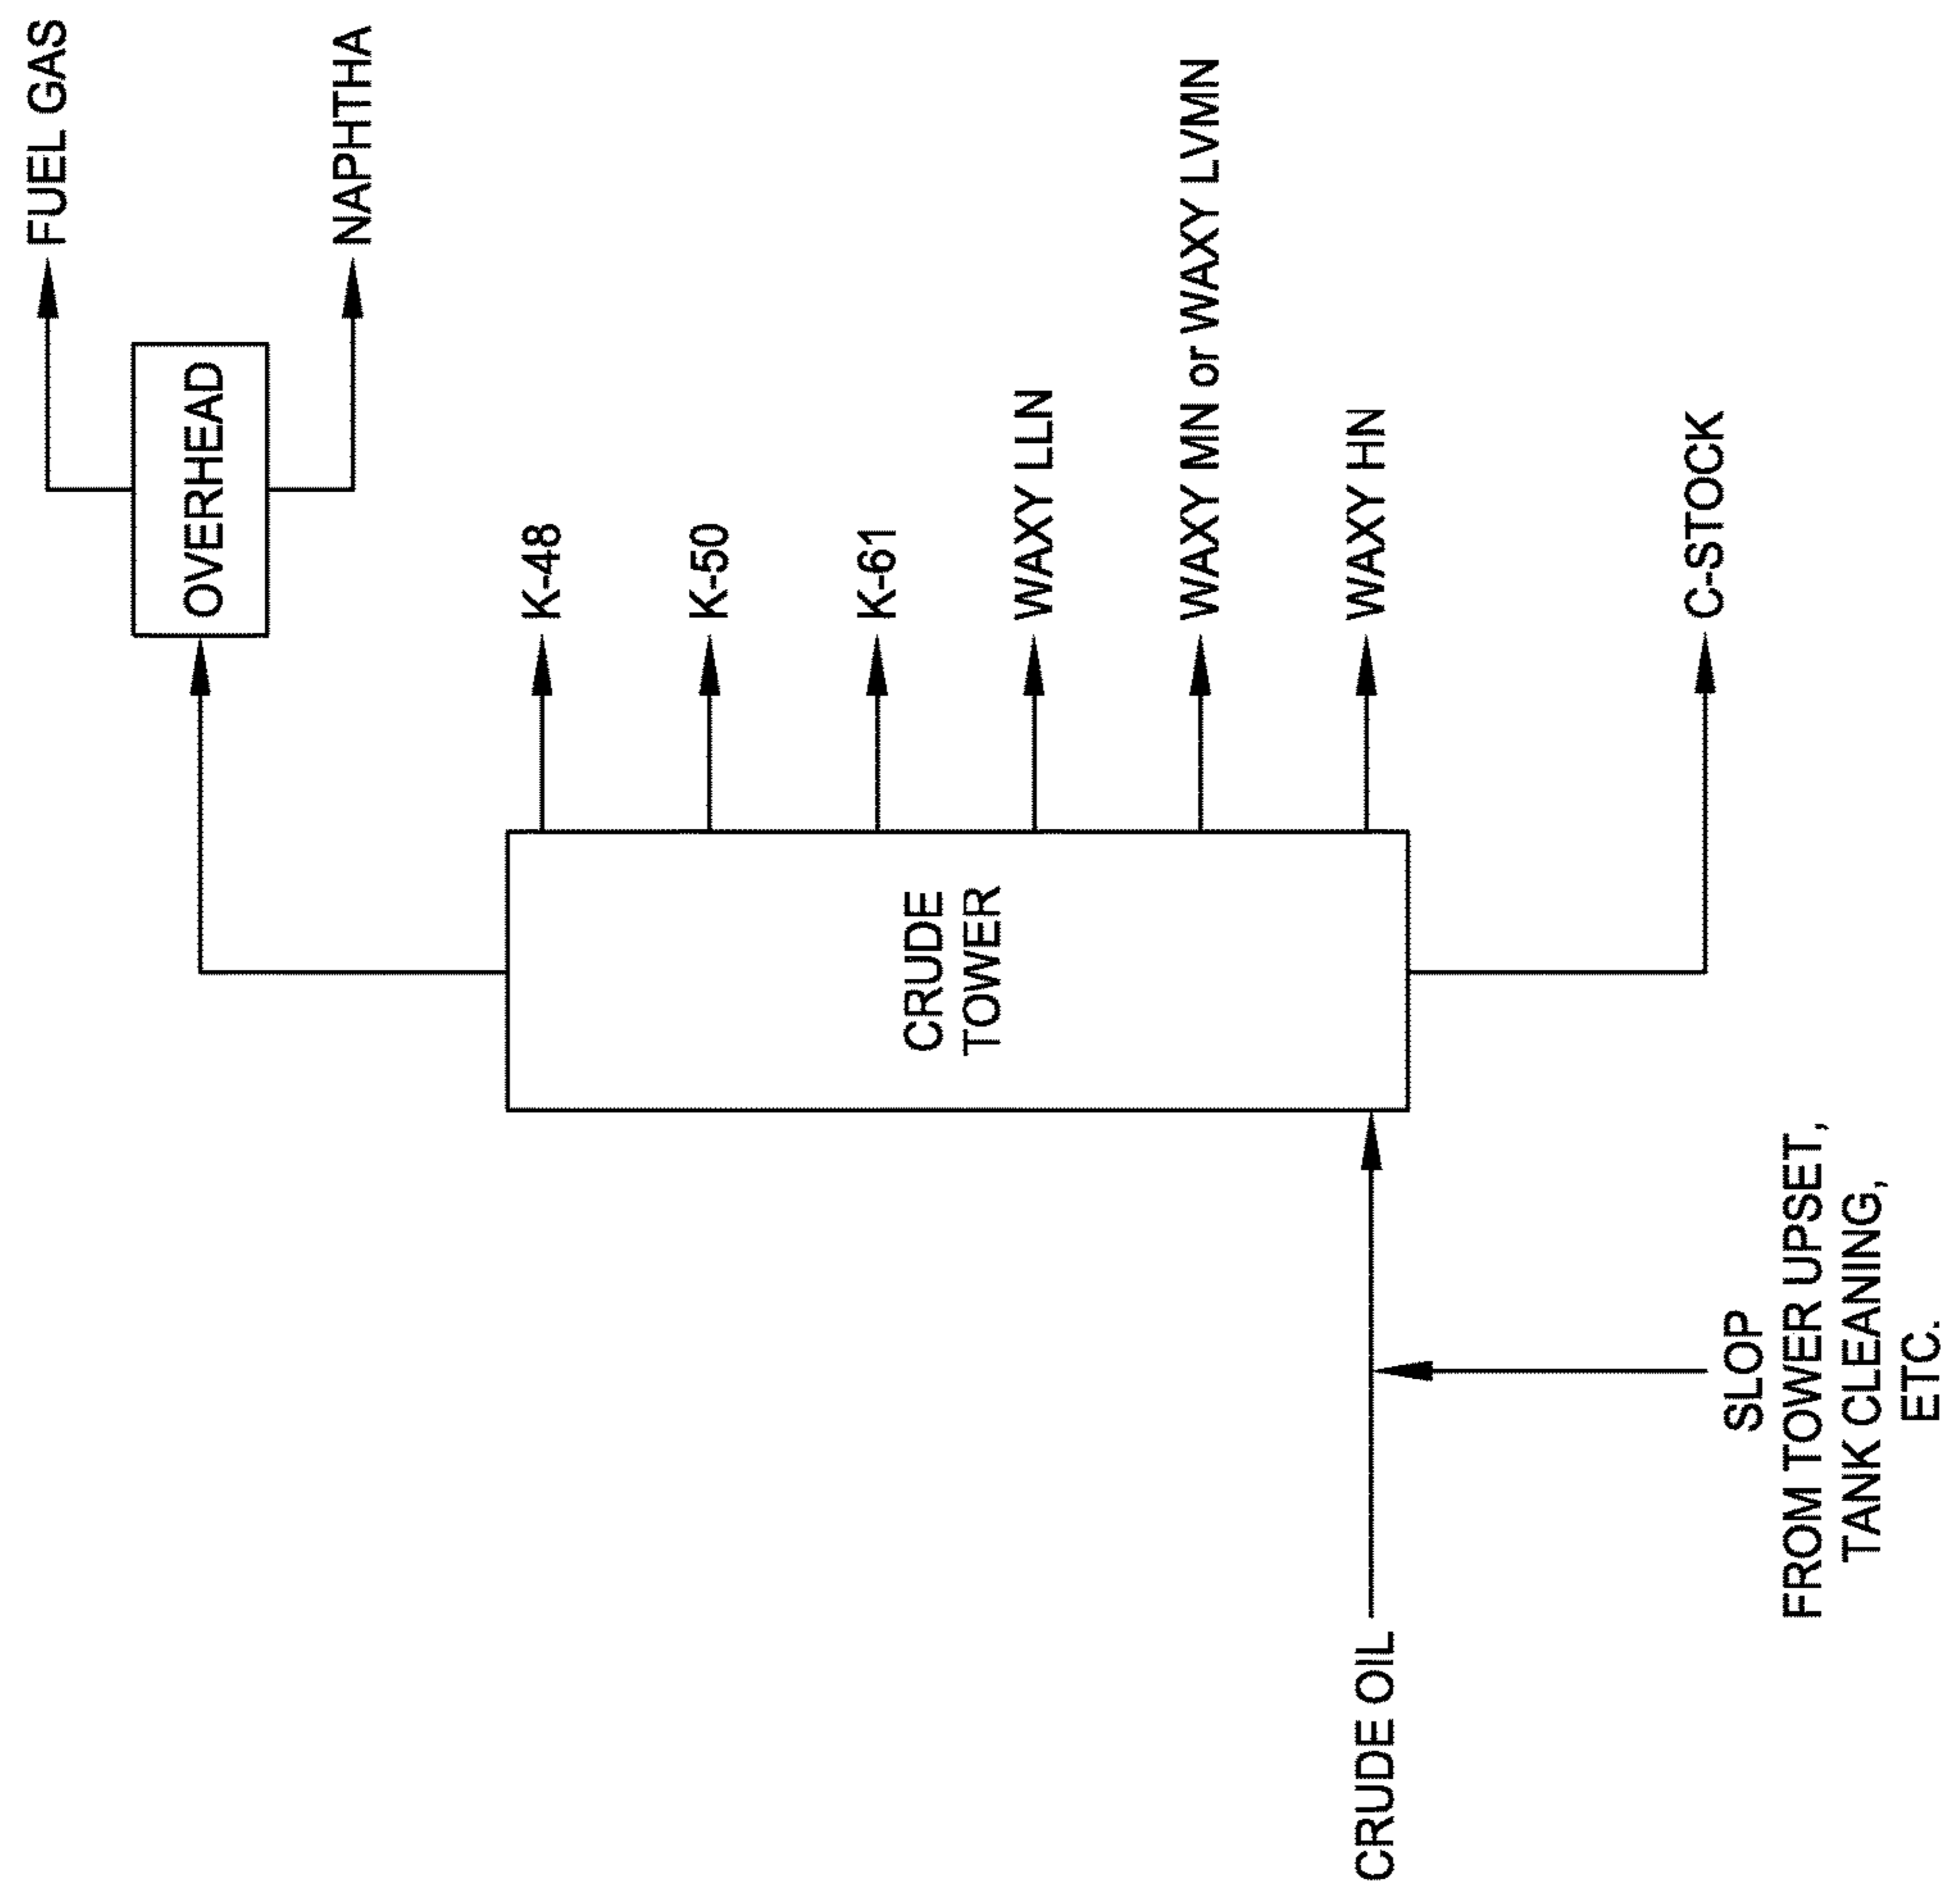 FUEL GAS
OVERHEAD
NAPHTHA
K-48
K-50
K-61
CRUDE
TOWER
WAXY LLN
WAXY MN or WAXY LVMN
WAXY HN
CRUDE OIL
C-STOCK
SLOP
FROM TOWER UPSET,
TANK CLEANING,
ETC.